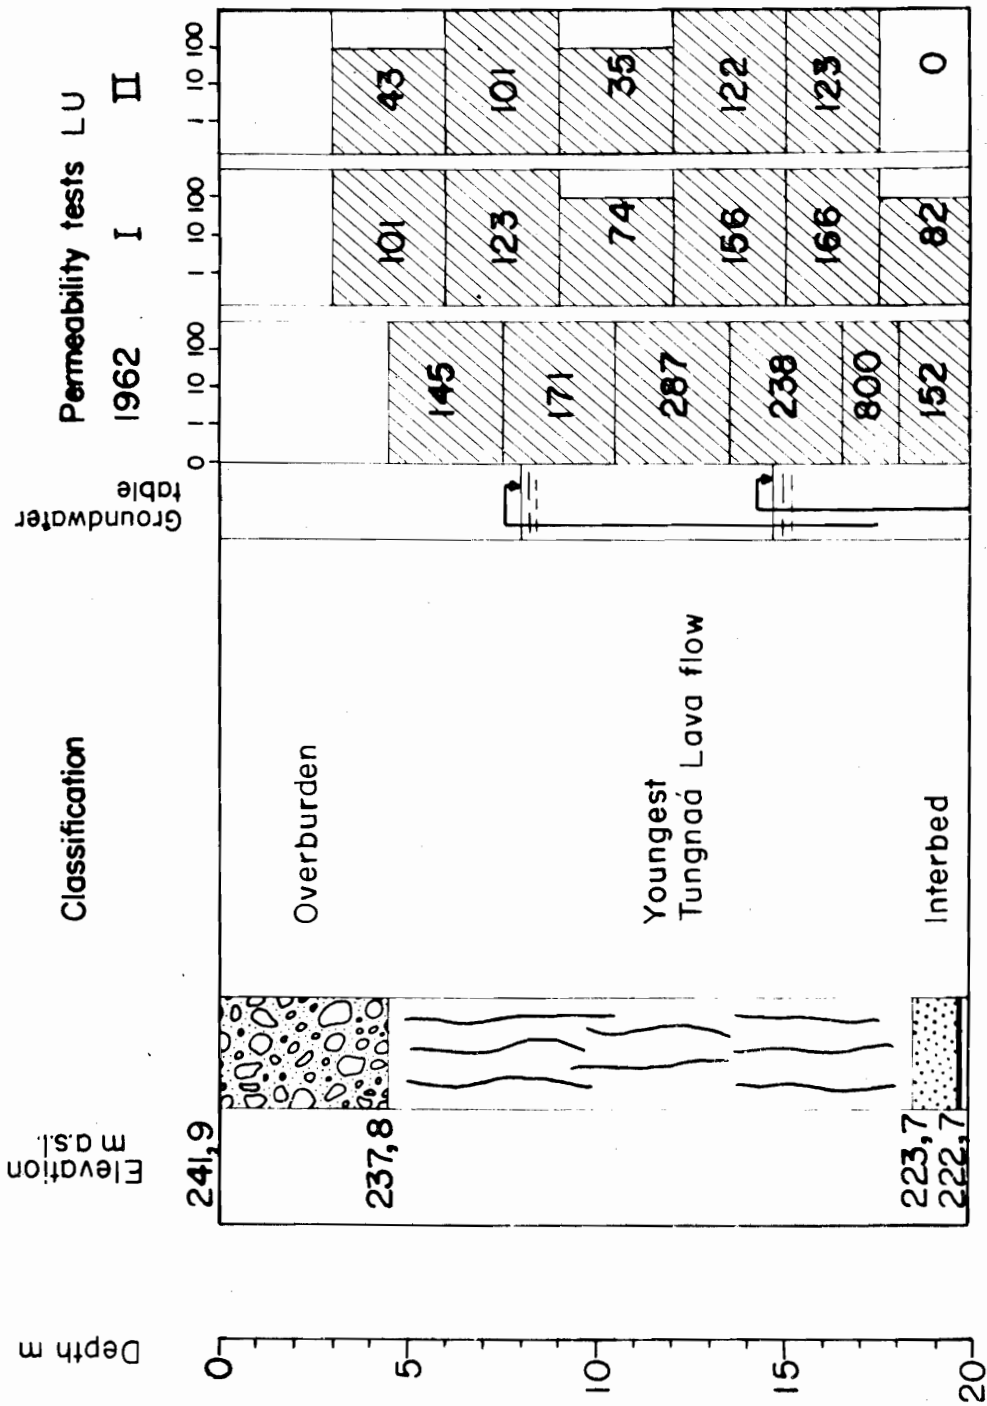 Depth m
Elevation
m a.s.l.
Classification
Groundwater
table
Permeability tests LU
1962
I
II
0 1 10 100
1 10 100
1 10 100
0
5
10
15
20
241,9
237,8
223,7
222,7
Overburden
Youngest
Tungnaá Lava flow
Interbed
145
171
287
238
800
152
101
123
74
156
166
82
43
101
35
122
123
0